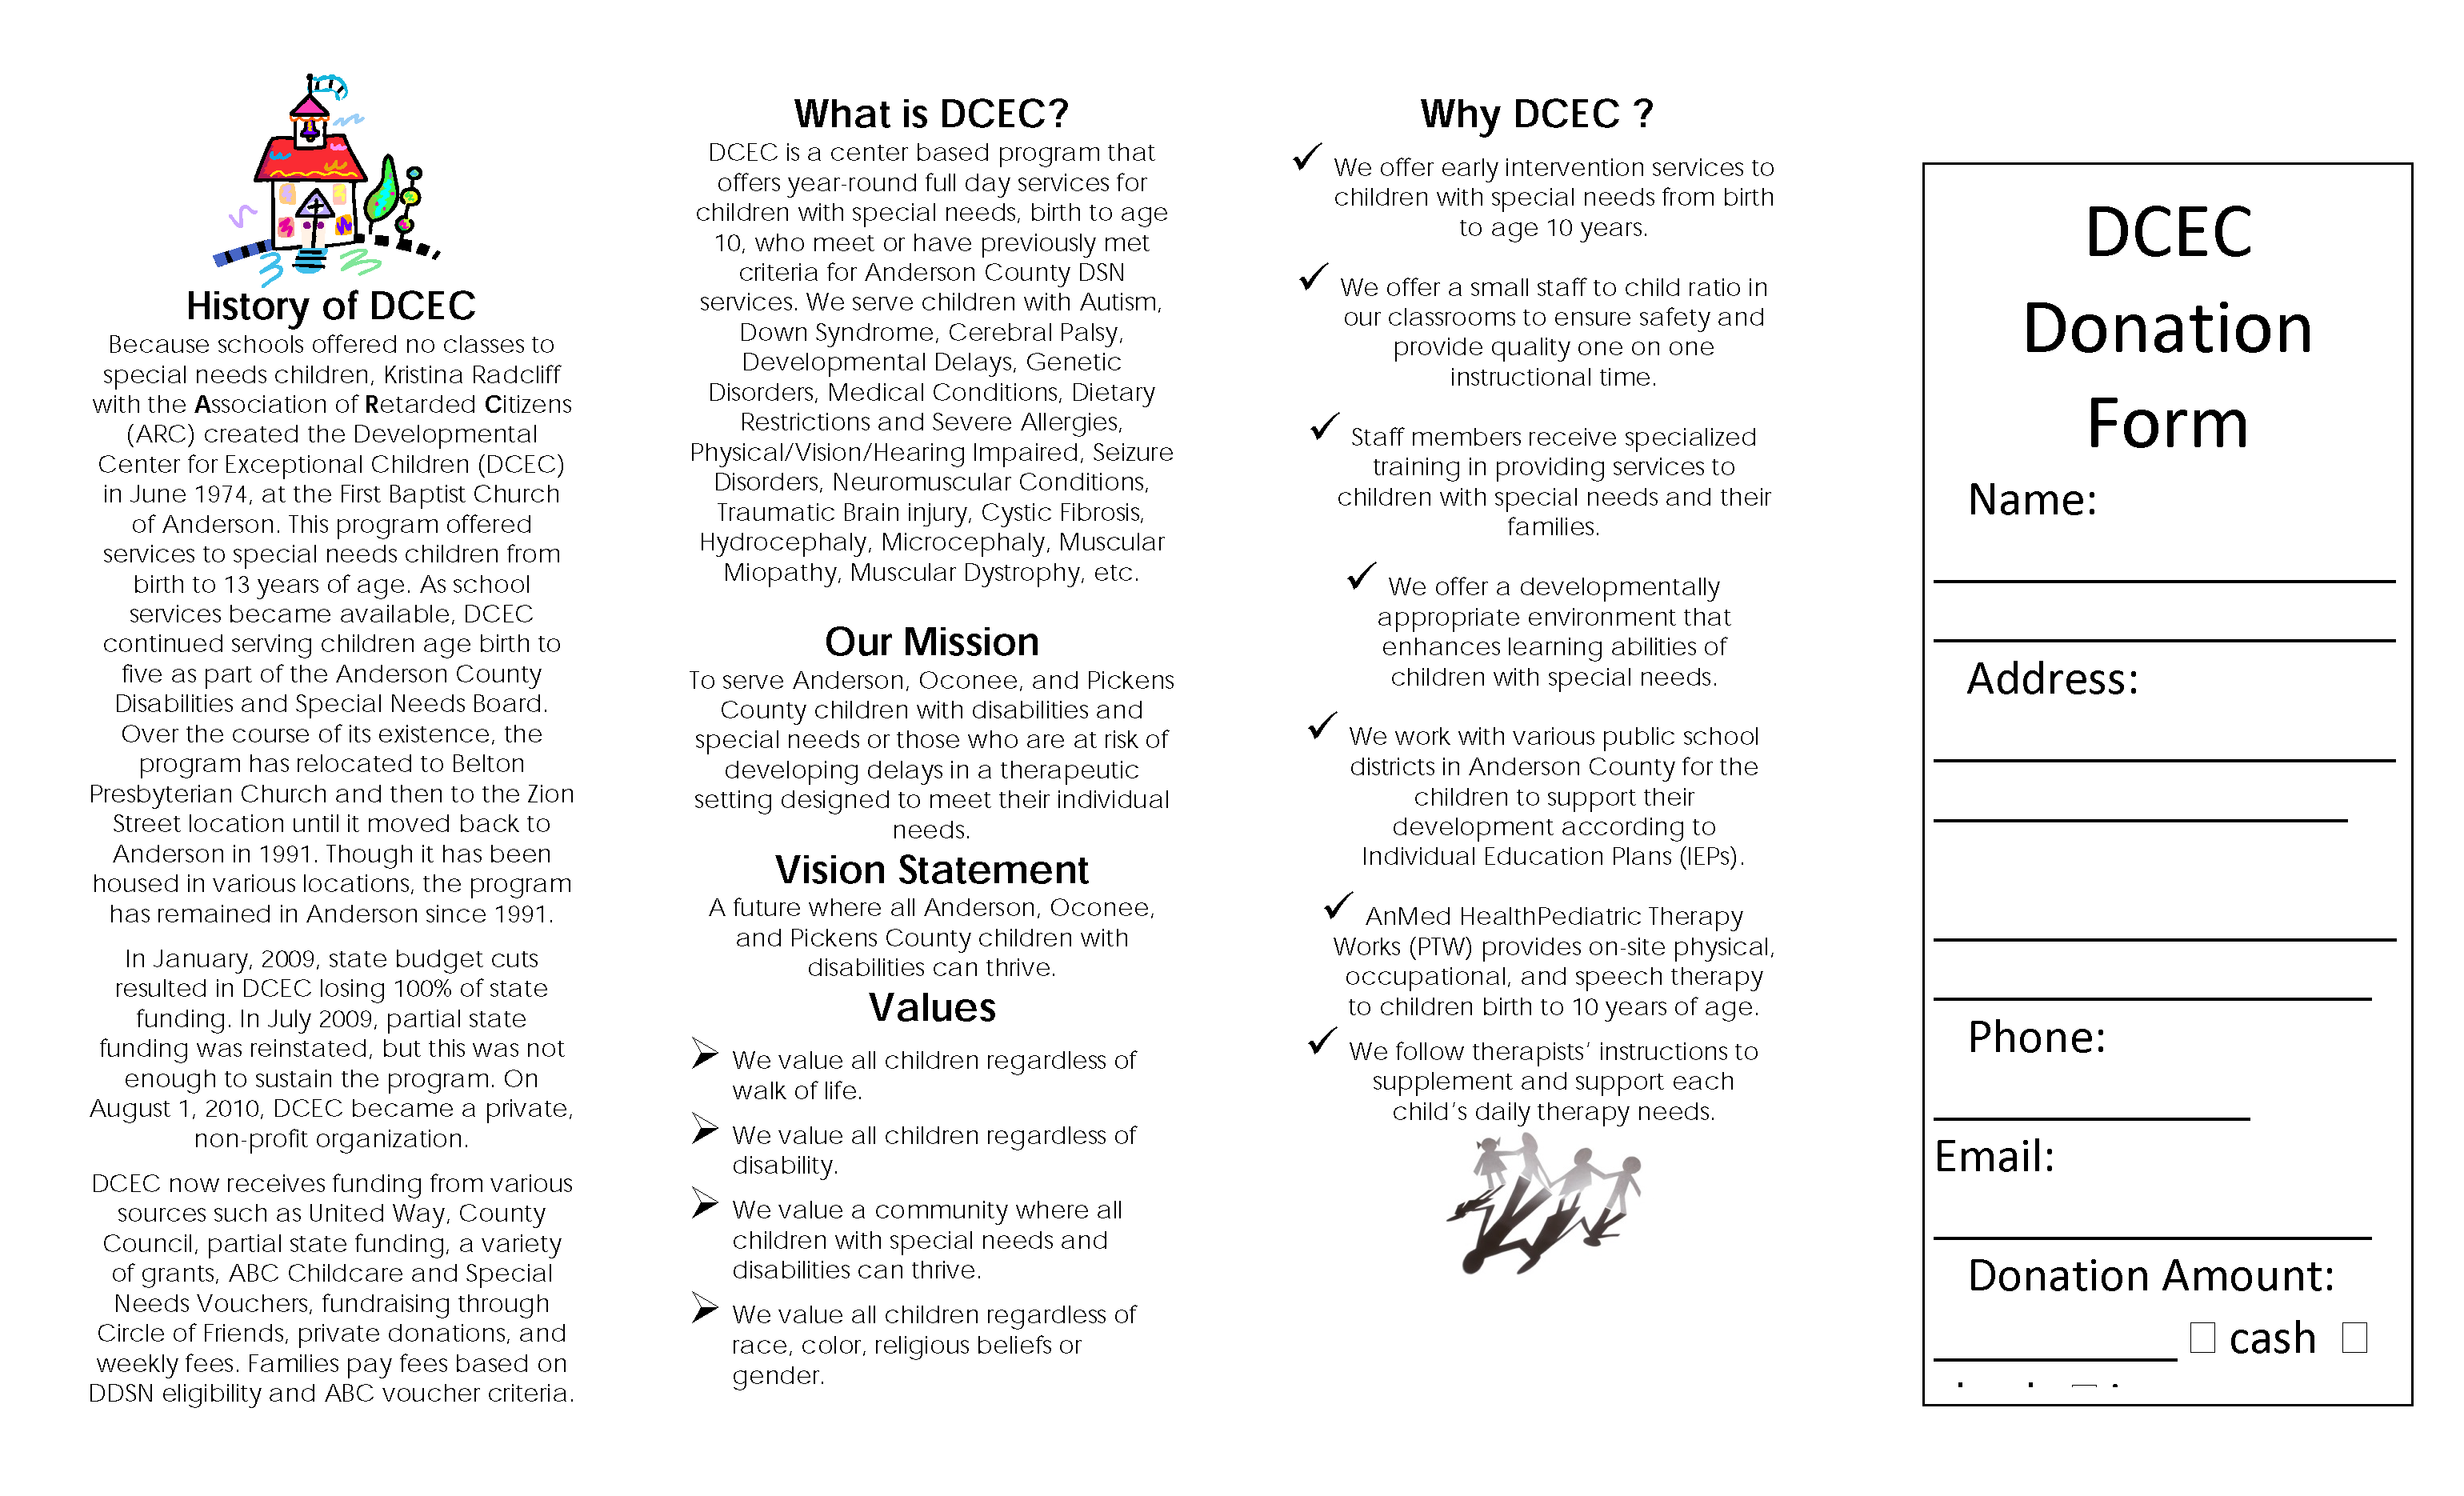 History of DCEC
Because schools offered no classes to
special needs children, Kristina Radcliff
with the Association of Retarded Citizens
(ARC) created the Developmental
Center for Exceptional Children (DCEC)
in June 1974, at the First Baptist Church
of Anderson. This program offered
services to special needs children from
birth to 13 years of age. As school
services became available, DCEC
continued serving children age birth to
five as part of the Anderson County
Disabilities and Special Needs Board.
Over the course of its existence, the
program has relocated to Belton
Presbyterian Church and then to the Zion
Street location until it moved back to
Anderson in 1991. Though it has been
housed in various locations, the program
has remained in Anderson since 1991.
In January, 2009, state budget cuts
resulted in DCEC losing 100% of state
funding. In July 2009, partial state
funding was reinstated, but this was not
enough to sustain the program. On
August 1, 2010, DCEC became a private,
non-profit organization.
DCEC now receives funding from various
sources such as United Way, County
Council, partial state funding, a variety
of grants, ABC Childcare and Special
Needs Vouchers, fundraising through
Circle of Friends, private donations, and
weekly fees. Families pay fees based on
DDSN eligibility and ABC voucher criteria.
What is DCEC?
DCEC is a center based program that
offers year-round full day services for
children with special needs, birth to age
10, who meet or have previously met
criteria for Anderson County DSN
services. We serve children with Autism,
Down Syndrome, Cerebral Palsy,
Developmental Delays, Genetic
Disorders, Medical Conditions, Dietary
Restrictions and Severe Allergies,
Physical/Vision/Hearing Impaired, Seizure
Disorders, Neuromuscular Conditions,
Traumatic Brain injury, Cystic Fibrosis,
Hydrocephaly, Microcephaly, Muscular
Miopathy, Muscular Dystrophy, etc.
Our Mission
To serve Anderson, Oconee, and Pickens
County children with disabilities and
special needs or those who are at risk of
developing delays in a therapeutic
setting designed to meet their individual
needs.
Vision Statement
A future where all Anderson, Oconee,
and Pickens County children with
disabilities can thrive.
Values
➢ We value all children regardless of
walk of life.
➢ We value all children regardless of
disability.
➢ We value a community where all
children with special needs and
disabilities can thrive.
➢ We value all children regardless of
race, color, religious beliefs or
gender.
Why DCEC ?
✓ We offer early intervention services to
children with special needs from birth
to age 10 years.
✓ We offer a small staff to child ratio in
our classrooms to ensure safety and
provide quality one on one
instructional time.
✓ Staff members receive specialized
training in providing services to
children with special needs and their
families.
✓ We offer a developmentally
appropriate environment that
enhances learning abilities of
children with special needs.
✓ We work with various public school
districts in Anderson County for the
children to support their
development according to
Individual Education Plans (IEPs).
✓ AnMed HealthPediatric Therapy
Works (PTW) provides on-site physical,
occupational, and speech therapy
to children birth to 10 years of age.
✓ We follow therapists' instructions to
supplement and support each
child's daily therapy needs.
DCEC
Donation
Form
Name:
Address:
Phone:
Email:
Donation Amount:
☐ cash ☐